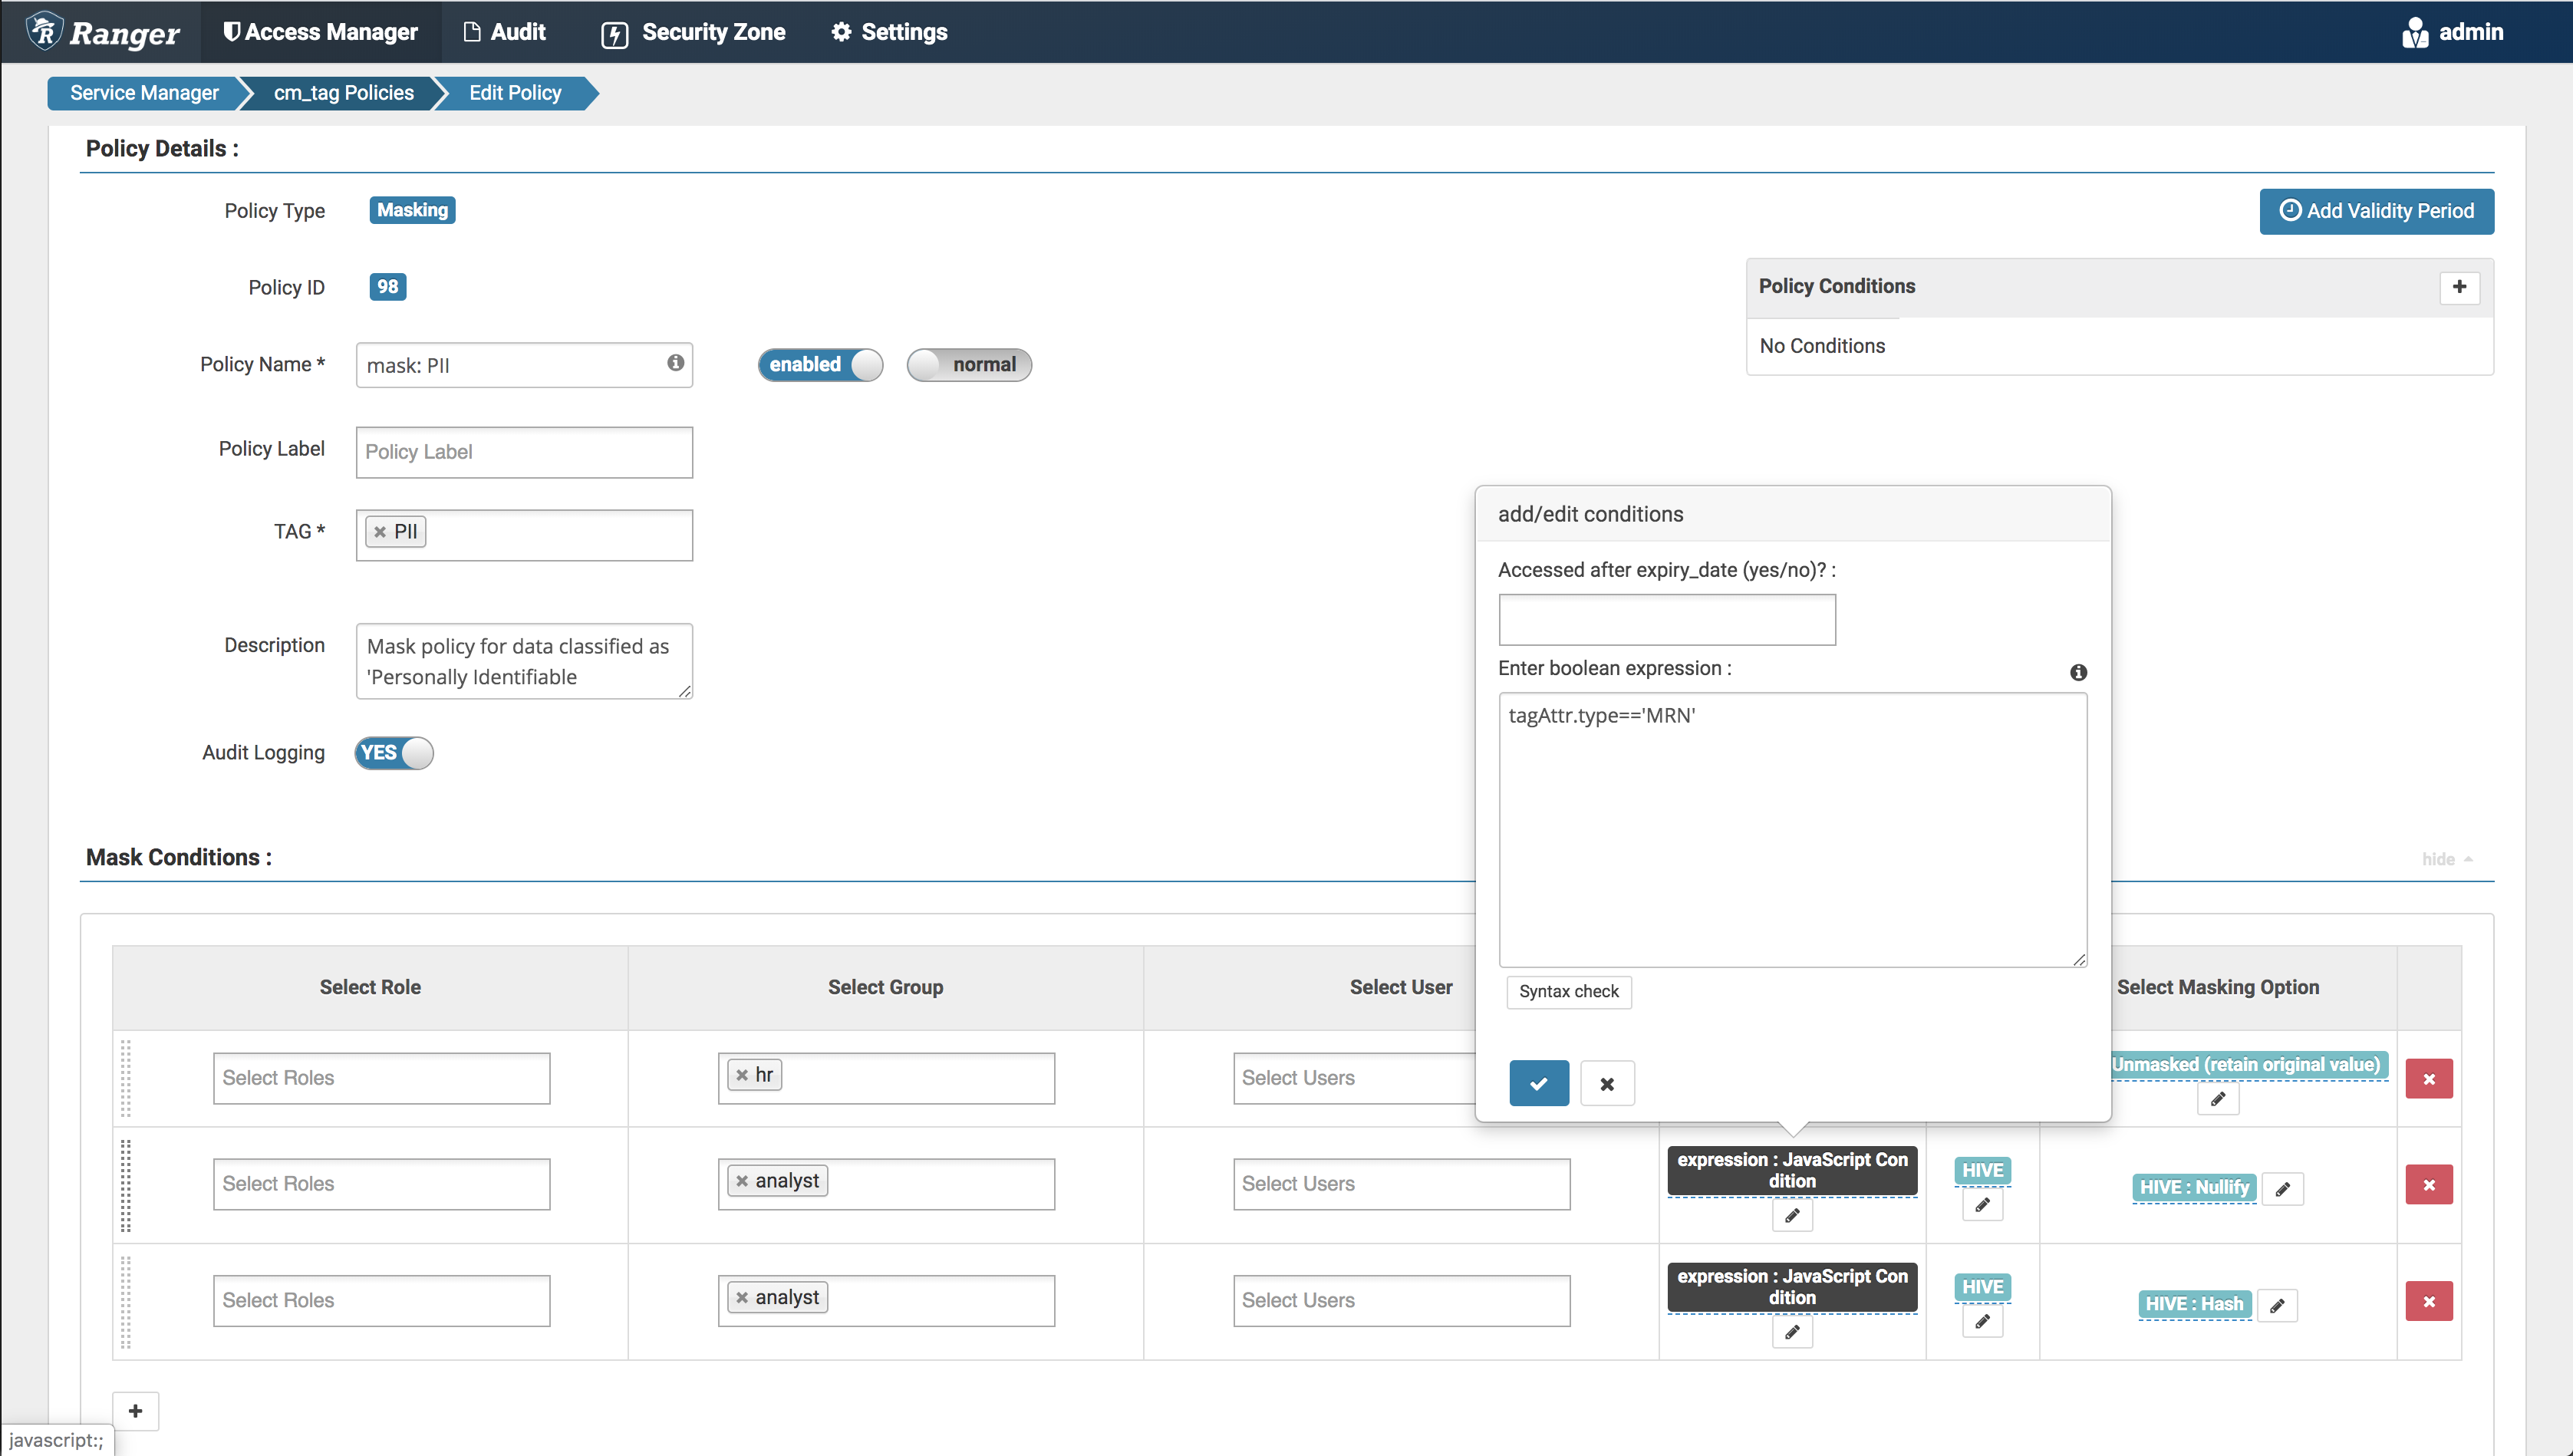 Ranger
Access Manager
Audit
Security Zone
Settings
admin
Service Manager
cm_tag Policies
Edit Policy
Policy Details :
Policy Type
Masking
Add Validity Period
Policy ID
98
Policy Conditions
No Conditions
Policy Name *
mask: PII
enabled
normal
Policy Label
Policy Label
TAG *
PII
Description
Mask policy for data classified as
'Personally Identifiable
Audit Logging
YES
add/edit conditions
Accessed after expiry_date (yes/no)? :
Enter boolean expression :
tagAttr.type=='MRN'
Syntax check
Mask Conditions :
hide
Select Role
Select Group
Select User
Select Masking Option
Select Roles
hr
Select Users
Unmasked (retain original value)
Select Roles
analyst
Select Users
expression : JavaScript Con
dition
HIVE
HIVE : Nullify
Select Roles
analyst
Select Users
expression : JavaScript Con
dition
HIVE
HIVE : Hash
javascript:;